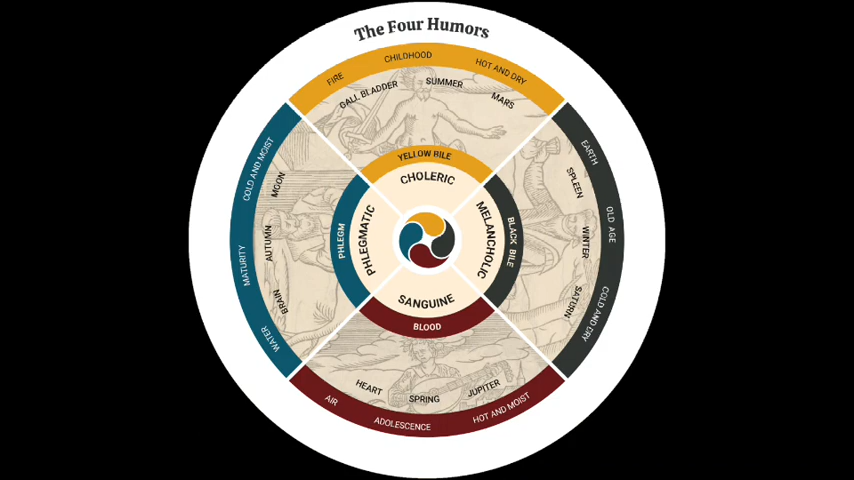 The Four Humors
FIRE
CHILDHOOD
HOT AND DRY
GALL BLADDER
SUMMER
MARS
YELLOW BILE
CHOLERIC
COLD AND MOIST
MATURITY
WATER
MOON
AUTUMN
BRAIN
PHLEGM
PHLEGMATIC
MELANCHOLIC
BLACK BILE
SPLEEN
WINTER
SATURN
EARTH
OLD AGE
COLD AND DRY
SANGUINE
BLOOD
HEART
SPRING
JUPITER
AIR
ADOLESCENCE
HOT AND MOIST